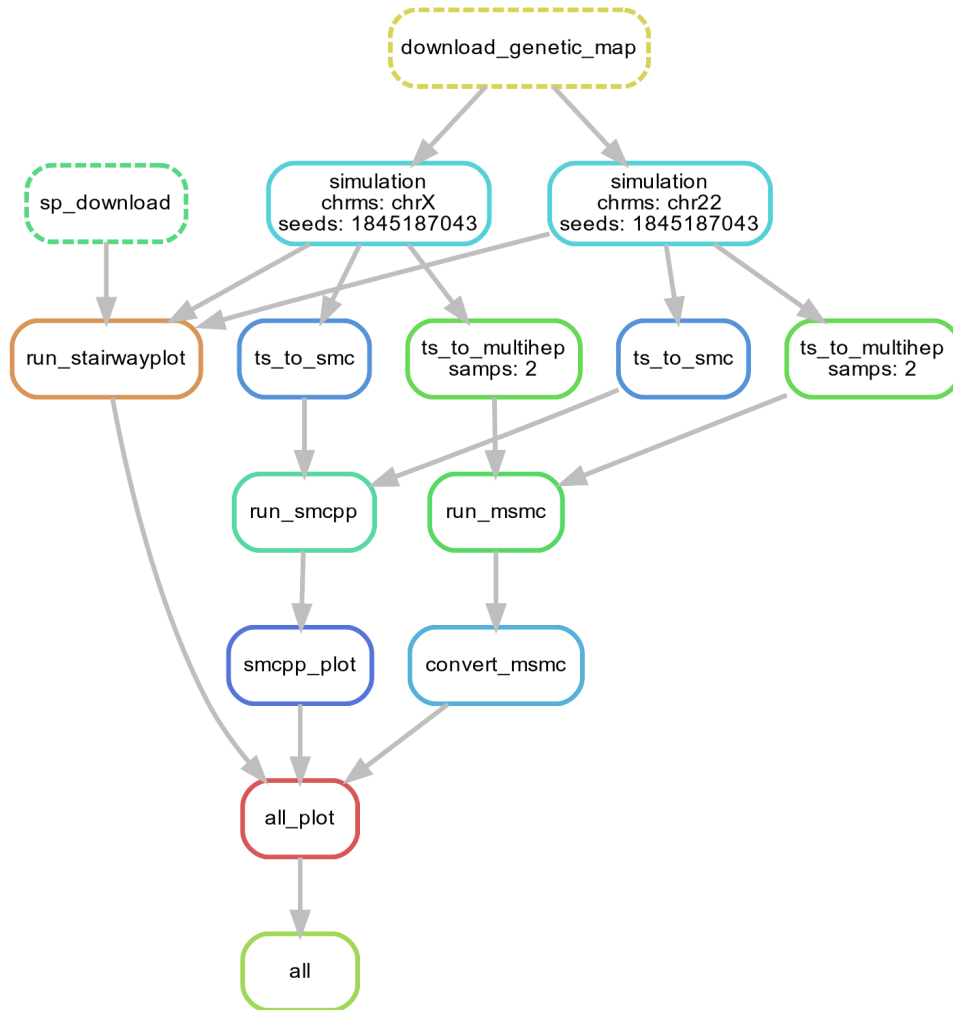 download_genetic_map
sp_download
simulation
chrms: chrX
seeds: 1845187043
simulation
chrms: chr22
seeds: 1845187043
run_stairwayplot
ts_to_smc
ts_to_multihep
samps: 2
ts_to_smc
ts_to_multihep
samps: 2
run_smcpp
run_msmc
smcpp_plot
convert_msmc
all_plot
all